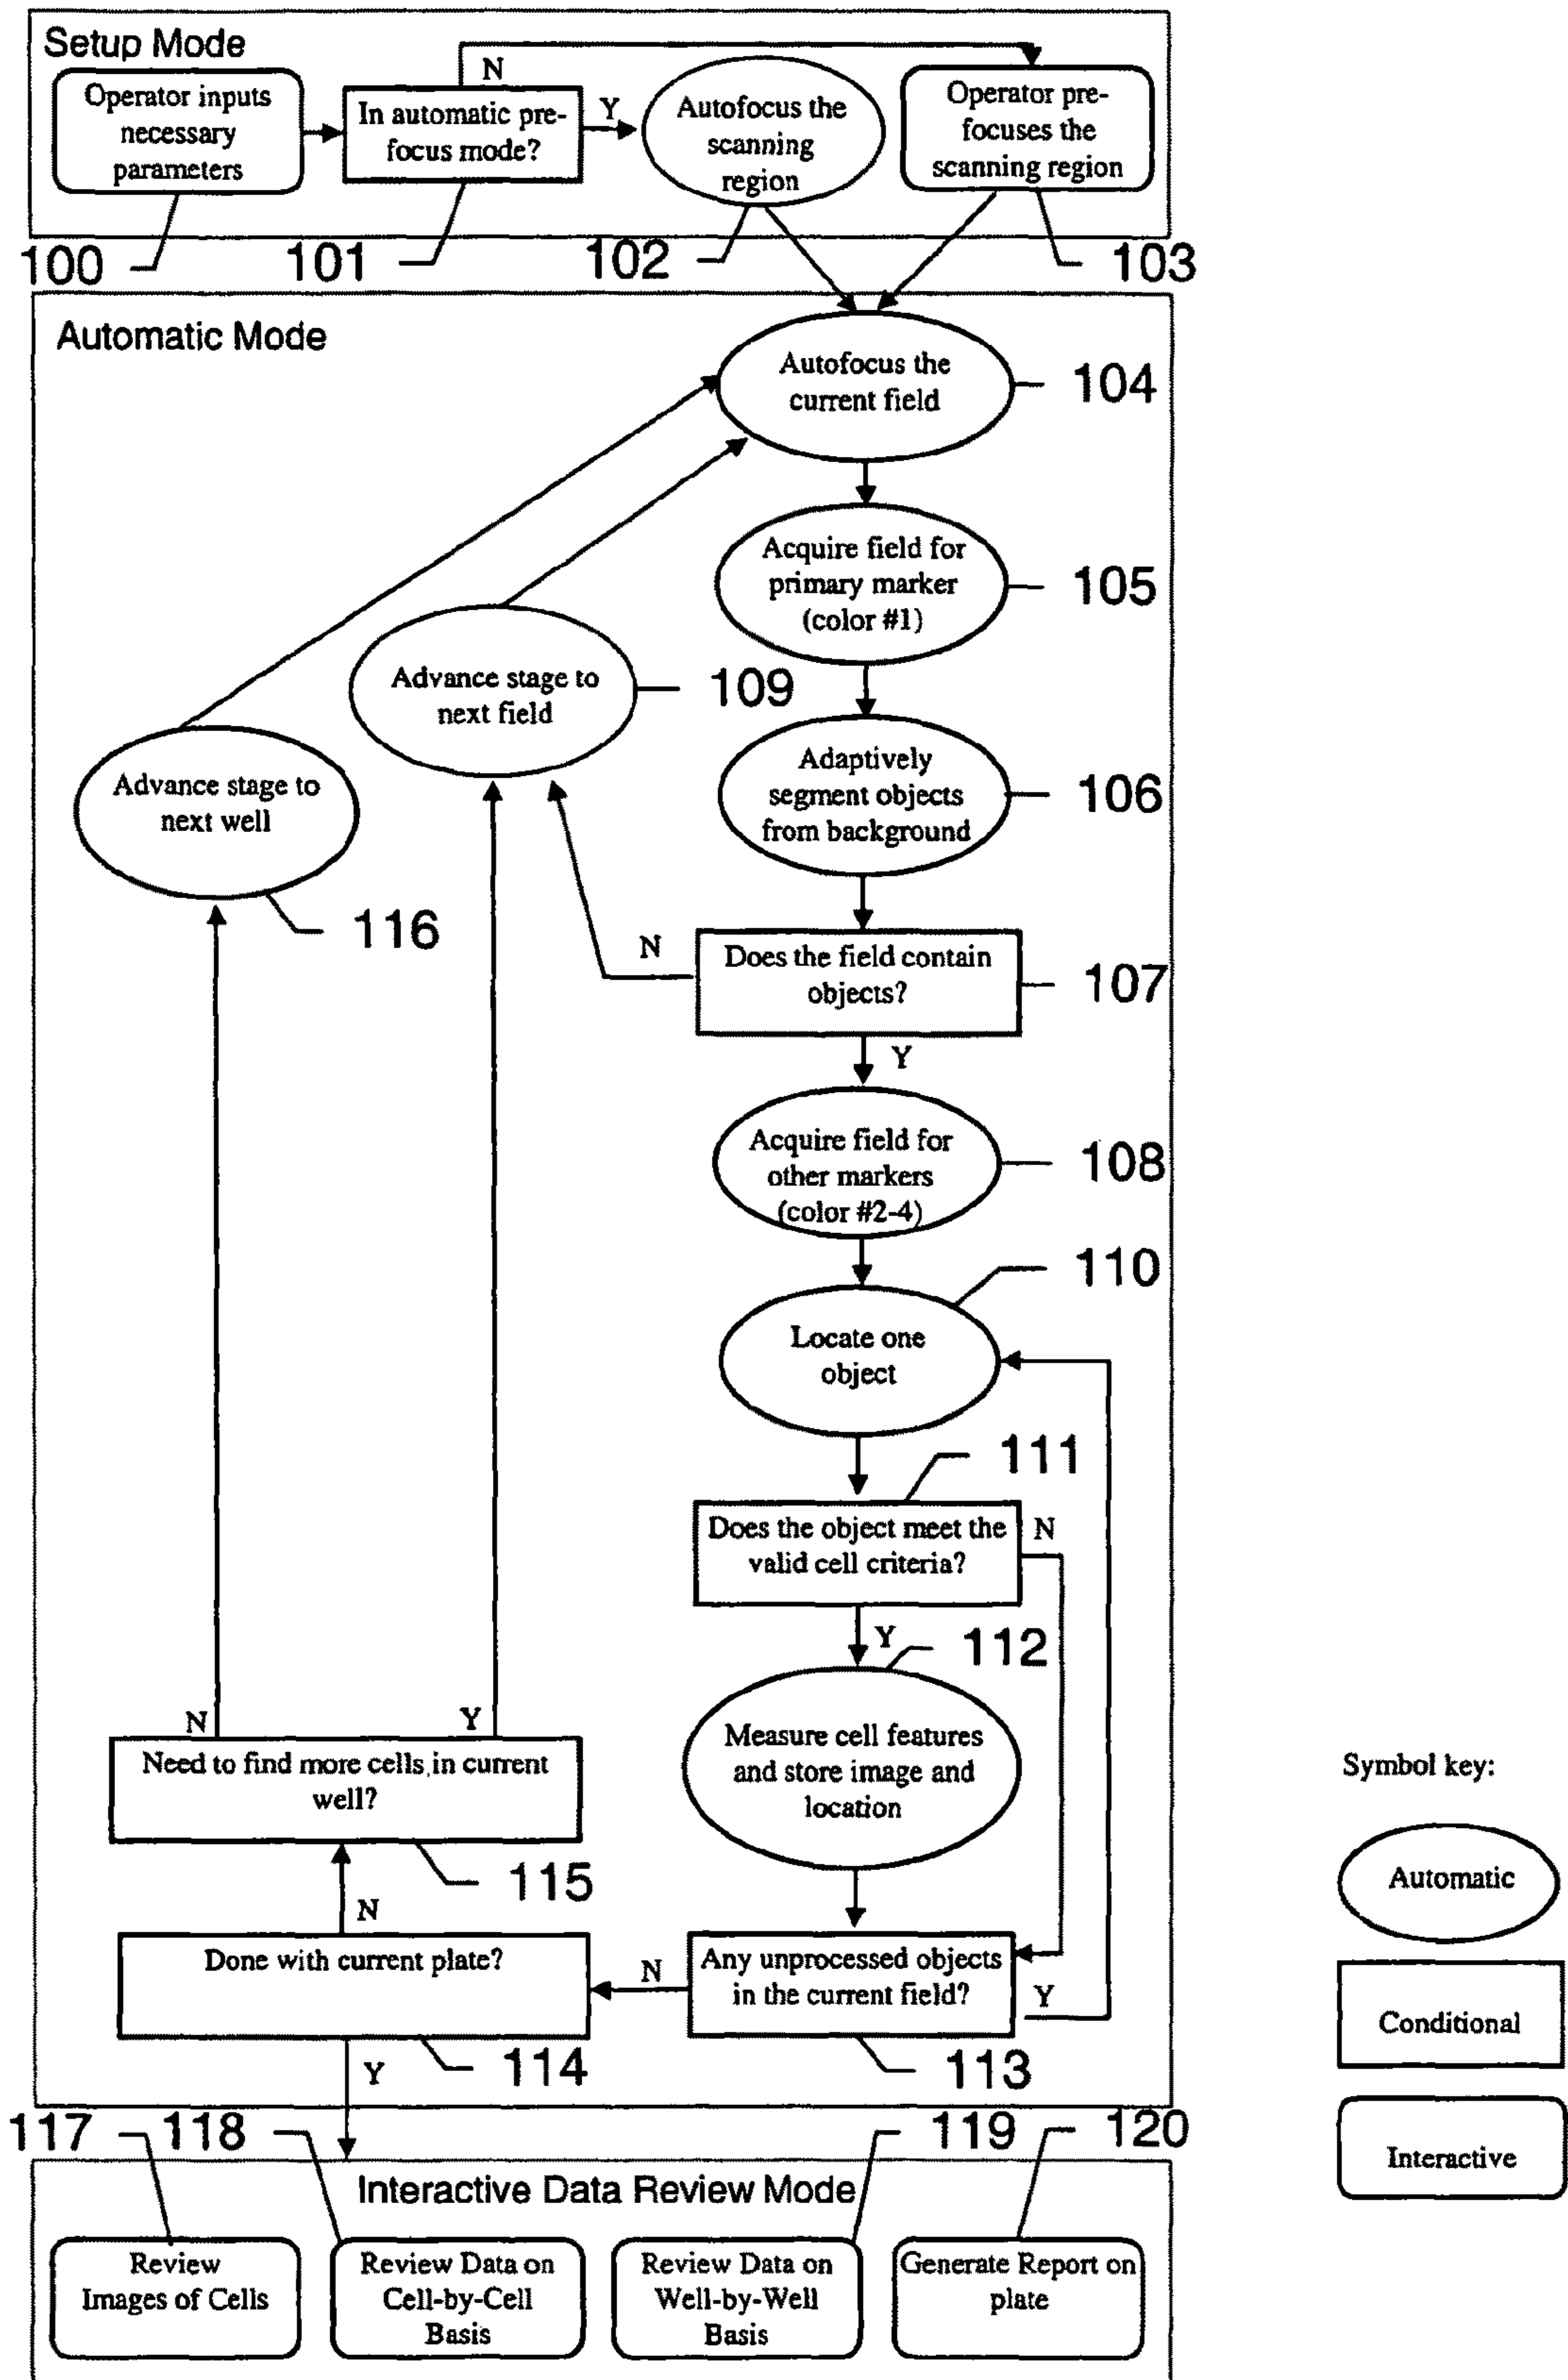 Setup Mode
Operator inputs
necessary
parameters
N
In automatic pre-
focus mode?
Y
Autofocus the
scanning
region
Operator pre-
focuses the
scanning region
100
101
102
103
Automatic Mode
Autofocus the
current field
104
Acquire field for
primary marker
(color #1)
105
Advance stage to
next field
109
Adaptively
segment objects
from background
106
Advance stage to
next well
116
Does the field contain
objects?
107
N
Y
Acquire field for
other markers
(color #2-4)
108
110
Locate one
object
111
Does the object meet the
valid cell criteria?
N
Y
112
Measure cell features
and store image and
location
N
Y
Need to find more cells in current
well?
115
N
Done with current plate?
N
Any unprocessed objects
in the current field?
Y
114
Y
113
Symbol key:
Automatic
Conditional
Interactive
117
118
119
120
Interactive Data Review Mode
Review
Images of Cells
Review Data on
Cell-by-Cell
Basis
Review Data on
Well-by-Well
Basis
Generate Report on
plate